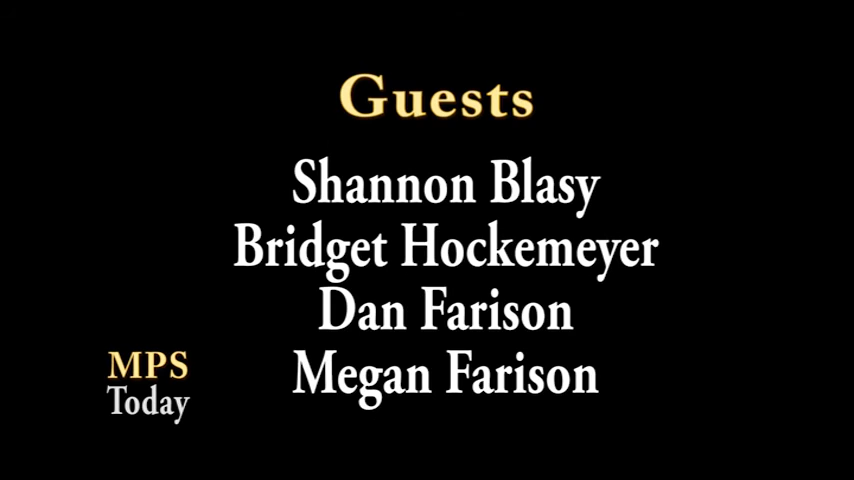 Guests
Shannon Blasy
Bridget Hockemeyer
Dan Farison
Megan Farison
MPS
Today